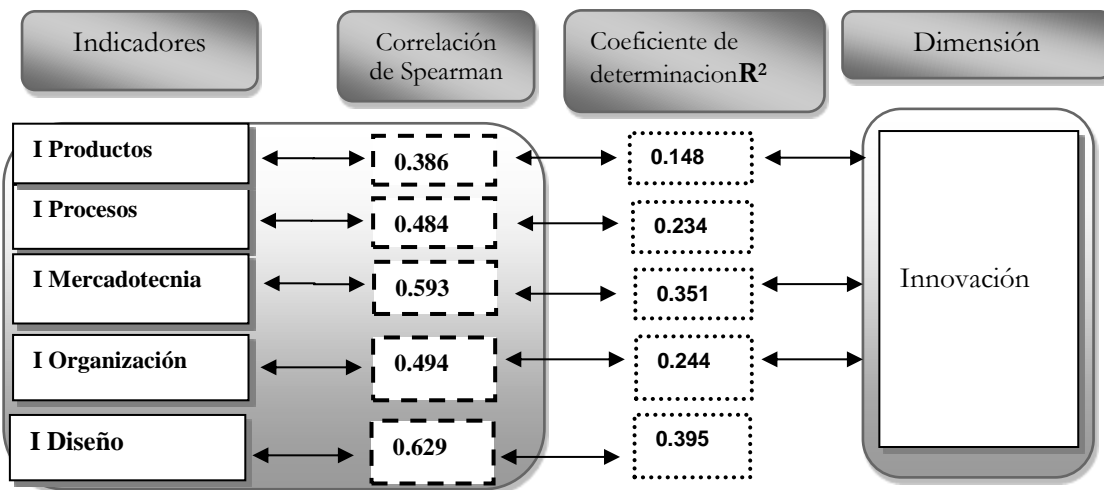 Indicadores
Correlación
de Spearman
Coeficiente de
determinacionR²
Dimensión
I Productos
0.386
0.148
I Procesos
0.484
0.234
I Mercadotecnia
0.593
0.351
Innovación
I Organización
0.494
0.244
I Diseño
0.629
0.395